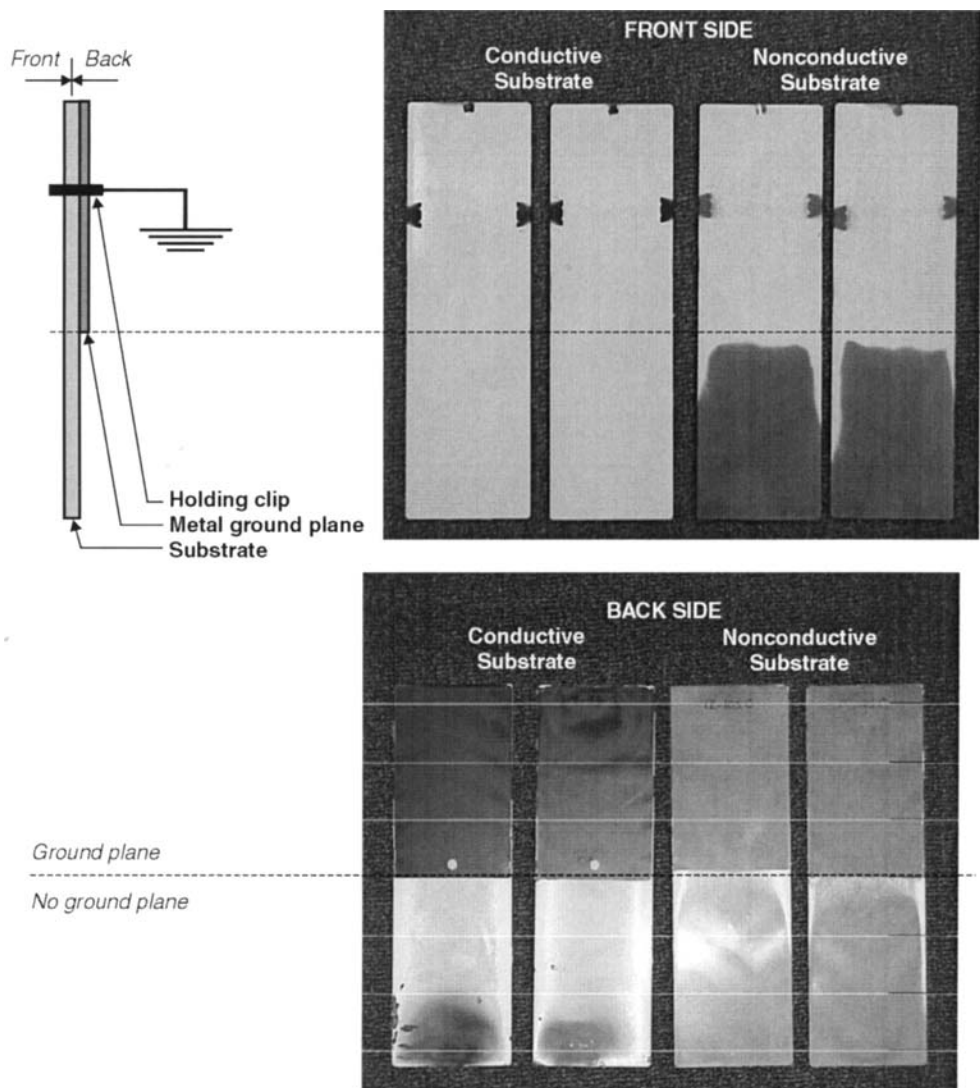 Front Back
Holding clip
Metal ground plane
Substrate
FRONT SIDE
Conductive
Substrate
Nonconductive
Substrate
BACK SIDE
Conductive
Substrate
Nonconductive
Substrate
Ground plane
No ground plane